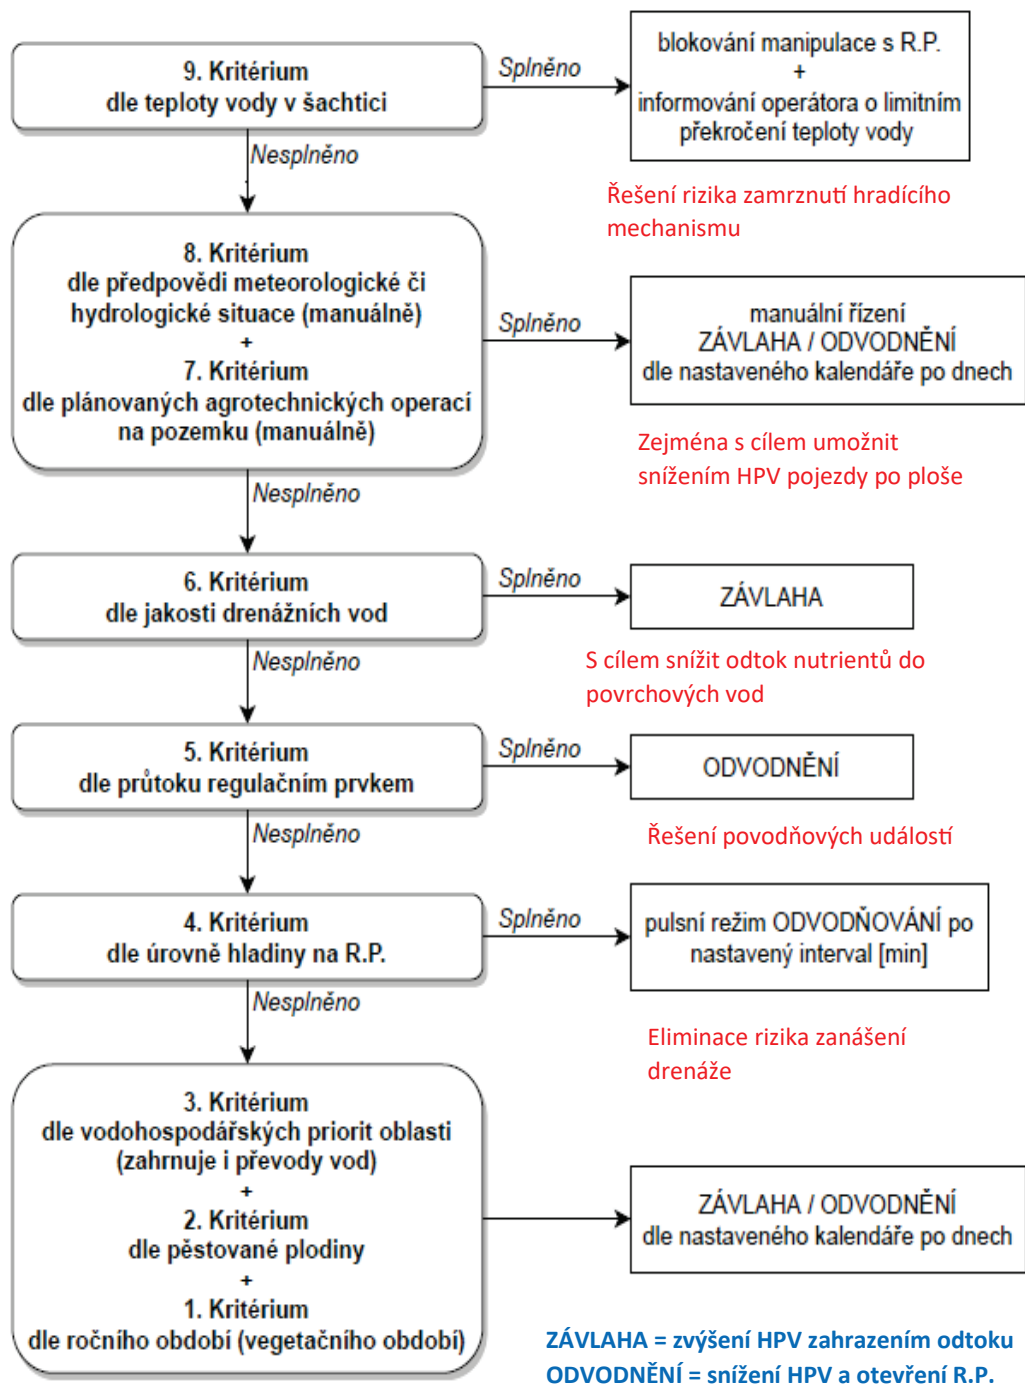 9. Kritérium
dle teploty vody v šachtici
Splněno
blokování manipulace s R.P.
+
informování operátora o limitním
překročení teploty vody
Nesplněno
Řešení rizika zamrznutí hradícího
mechanismu
8. Kritérium
dle předpovědi meteorologické či
hydrologické situace (manuálně)
+
7. Kritérium
dle plánovaných agrotechnických operací
na pozemku (manuálně)
Splněno
manuální řízení
ZÁVLAHA / ODVODNĚNÍ
dle nastaveného kalendáře po dnech
Zejména s cílem umožnit
snížením HPV pojezdy po ploše
Nesplněno
6. Kritérium
dle jakosti drenážních vod
Splněno
ZÁVLAHA
S cílem snížit odtok nutrientů do
povrchových vod
Nesplněno
5. Kritérium
dle průtoku regulačním prvkem
Splněno
ODVODNĚNÍ
Řešení povodňových událostí
Nesplněno
4. Kritérium
dle úrovně hladiny na R.P.
Splněno
pulsní režim ODVODŇOVÁNÍ po
nastavený interval [min]
Nesplněno
Eliminace rizika zanášení
drenáže
3. Kritérium
dle vodohospodářských priorit oblasti
(zahrnuje i převody vod)
+
2. Kritérium
dle pěstované plodiny
+
1. Kritérium
dle ročního období (vegetačního období)
ZÁVLAHA / ODVODNĚNÍ
dle nastaveného kalendáře po dnech
ZÁVLAHA = zvýšení HPV zahrazením odtoku
ODVODNĚNÍ = snížení HPV a otevření R.P.